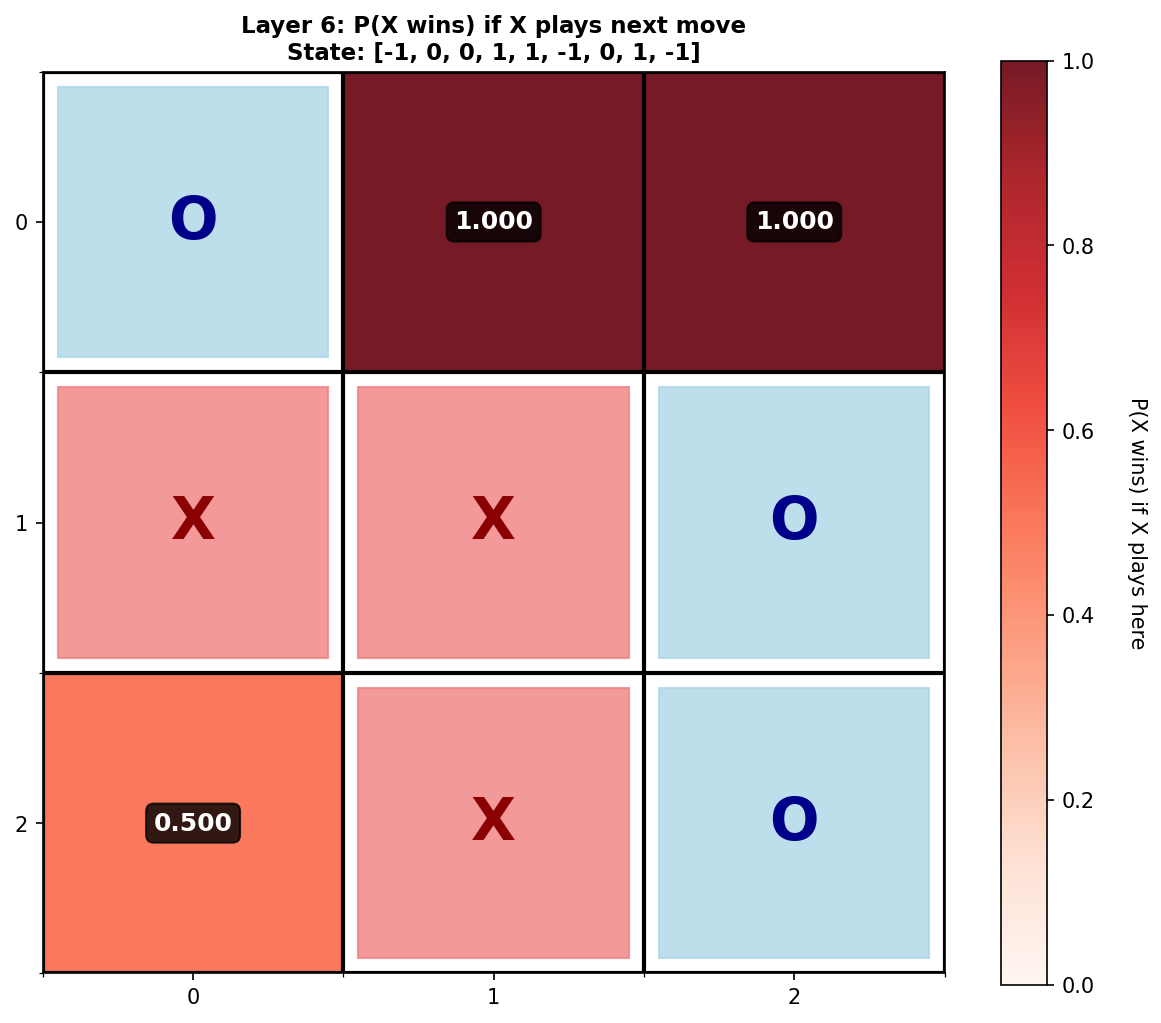 Layer 6: P(X wins) if X plays next move
State: [-1, 0, 0, 1, 1, -1, 0, 1, -1]
0
O
1.000
1.000
1
X
X
O
2
0.500
X
O
0
1
2
1.0
0.8
0.6
0.4
0.2
0.0
P(X wins) if X plays here